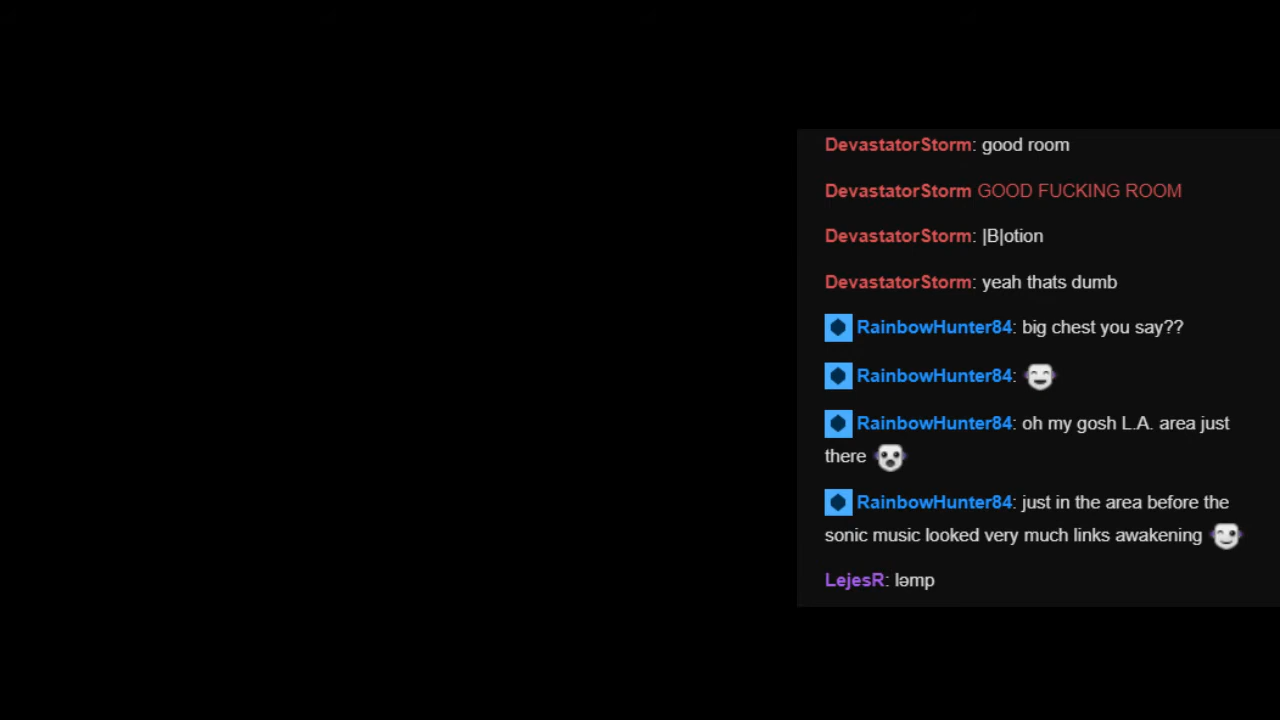 DevastatorStorm: good room
DevastatorStorm GOOD FUCKING ROOM
DevastatorStorm: |B|otion
DevastatorStorm: yeah thats dumb
RainbowHunter84: big chest you say??
RainbowHunter84:
RainbowHunter84: oh my gosh L.A. area just
there
RainbowHunter84: just in the area before the
sonic music looked very much links awakening
LejesR: ləmp